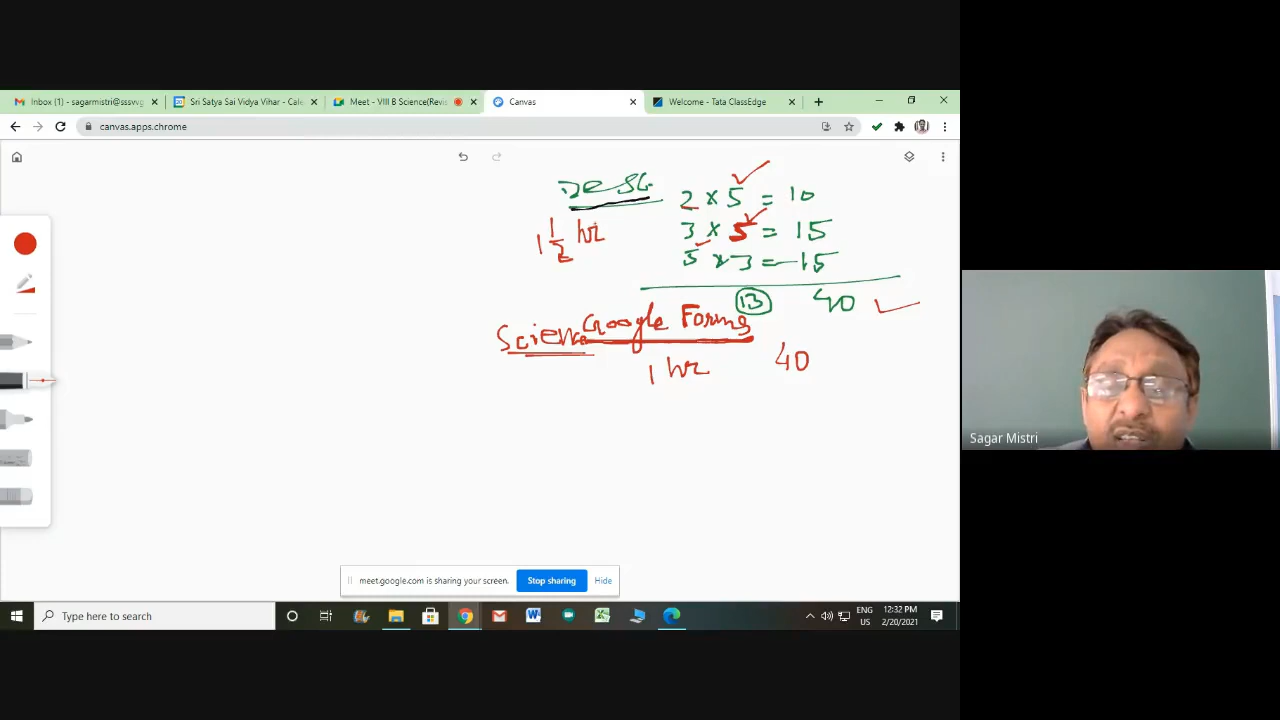 Inbox (1) - sagarmistri@sssvvg
Sri Satya Sai Vidya Vihar - Cale
Meet - VIII B Science(Revis
Canvas
Welcome - Tata ClassEdge
canvas.apps.chrome
2 x 5 = 10
1 1/2 hr
3 x 5 = 15
5 x 3 = 15
13 40
Science Google Forms
1 hr 40
Sagar Mistri
meet.google.com is sharing your screen.
Stop sharing
Hide
Type here to search
ENG
US
12:32 PM
2/20/2021